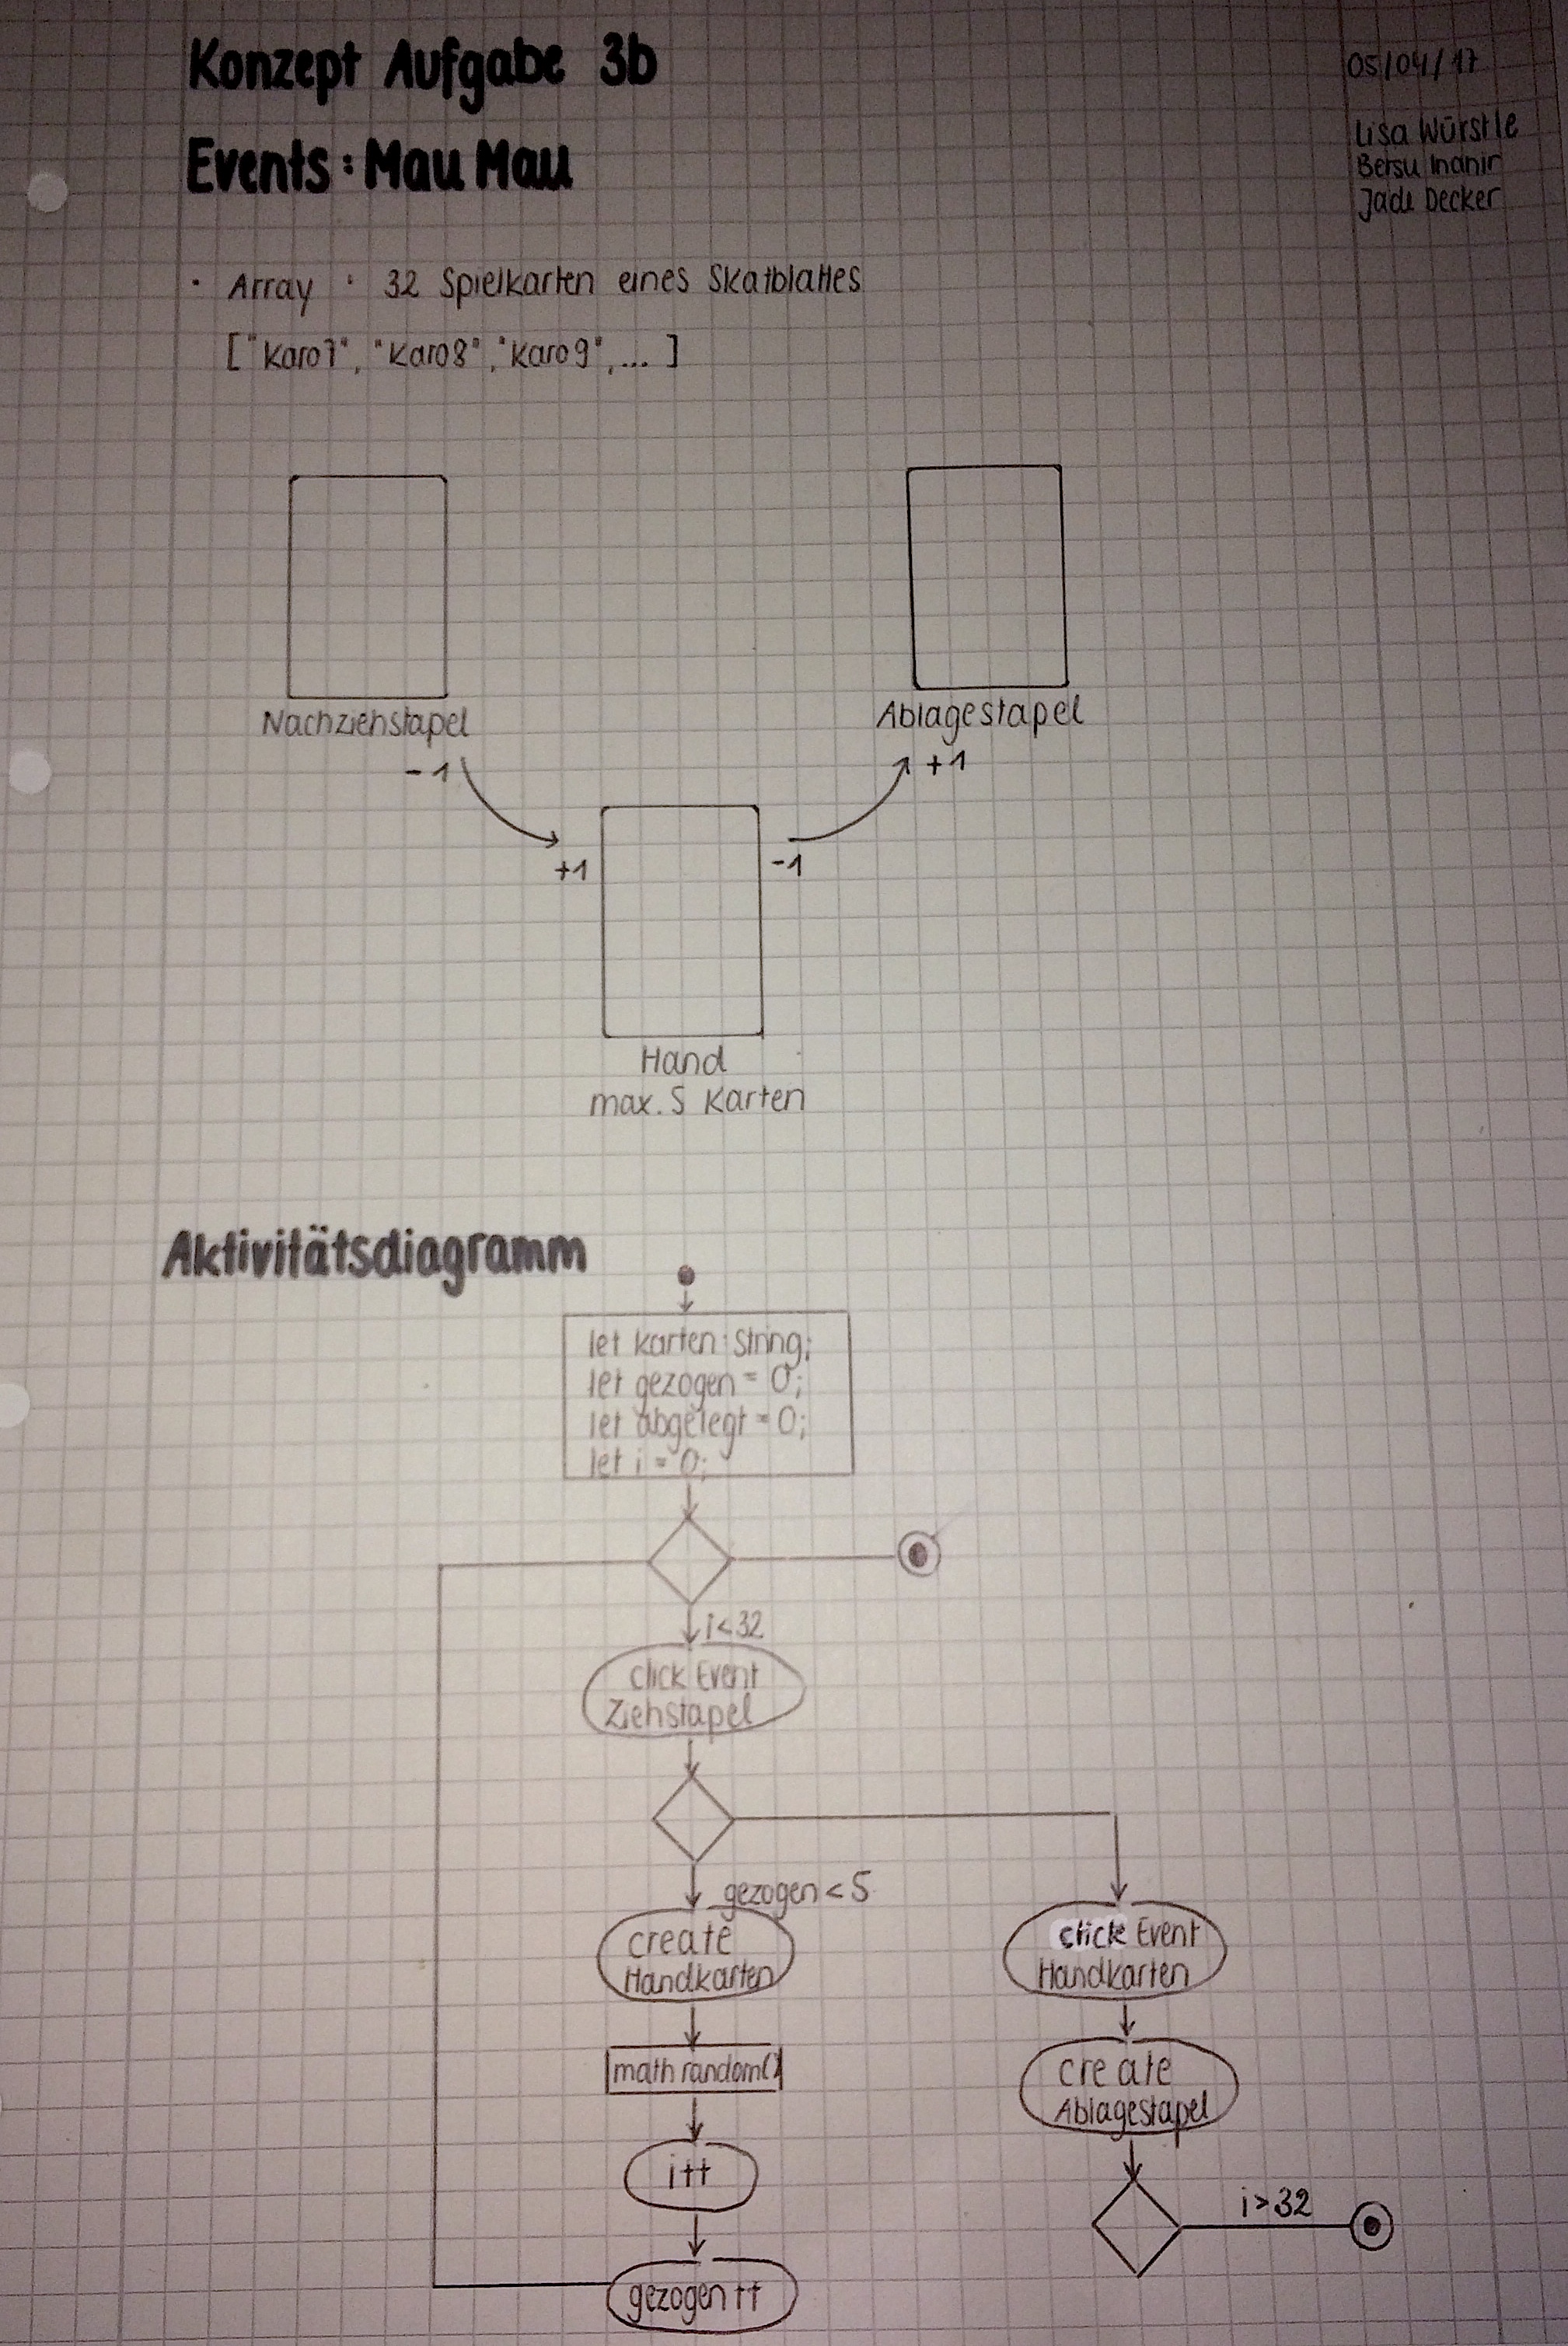 Konzept Aufgabe 3b
05/04/17
Events: Mau Mau
Lisa Würstle
Bersu Inanir
Jade Decker
· Array : 32 Spielkarten eines Skatblattes
["Karo7", "Karo8", "Karo9", ... ]
Nachziehstapel
Ablagestapel
-1
+1
+1
-1
Hand
max. 5 Karten
Aktivitätsdiagramm
let karten: String;
let gezogen = 0;
let abgelegt = 0;
let i = 0;
i<32
click Event
Ziehstapel
gezogen < 5
create
Handkarten
click Event
Handkarten
math random()
create
Ablagestapel
i++
i>32
gezogen ++